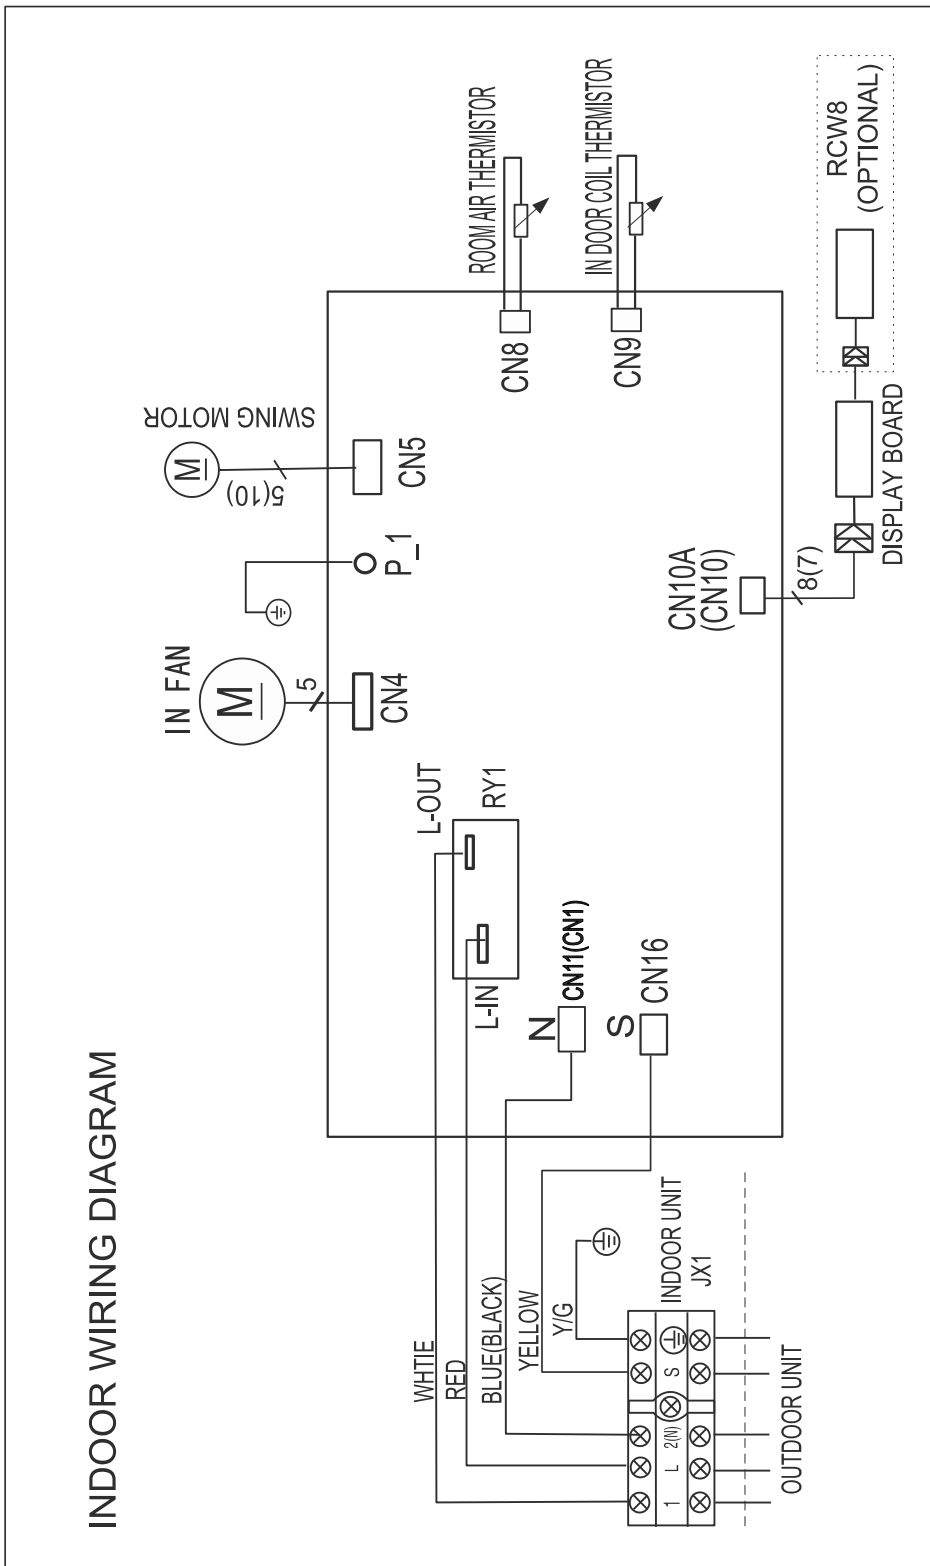 INDOOR WIRING DIAGRAM
IN FAN
M
5
CN4
P_1
SWING MOTOR
M
5(10)
CN5
ROOM AIR THERMISTOR
CN8
IN DOOR COIL THERMISTOR
CN9
RCW8
(OPTIONAL)
DISPLAY BOARD
8(7)
CN10A
(CN10)
L-OUT
RY1
L-IN
N
CN11(CN1)
S
CN16
WHTIE
RED
BLUE(BLACK)
YELLOW
Y/G
INDOOR UNIT
JX1
1
L
2(N)
S
OUTDOOR UNIT